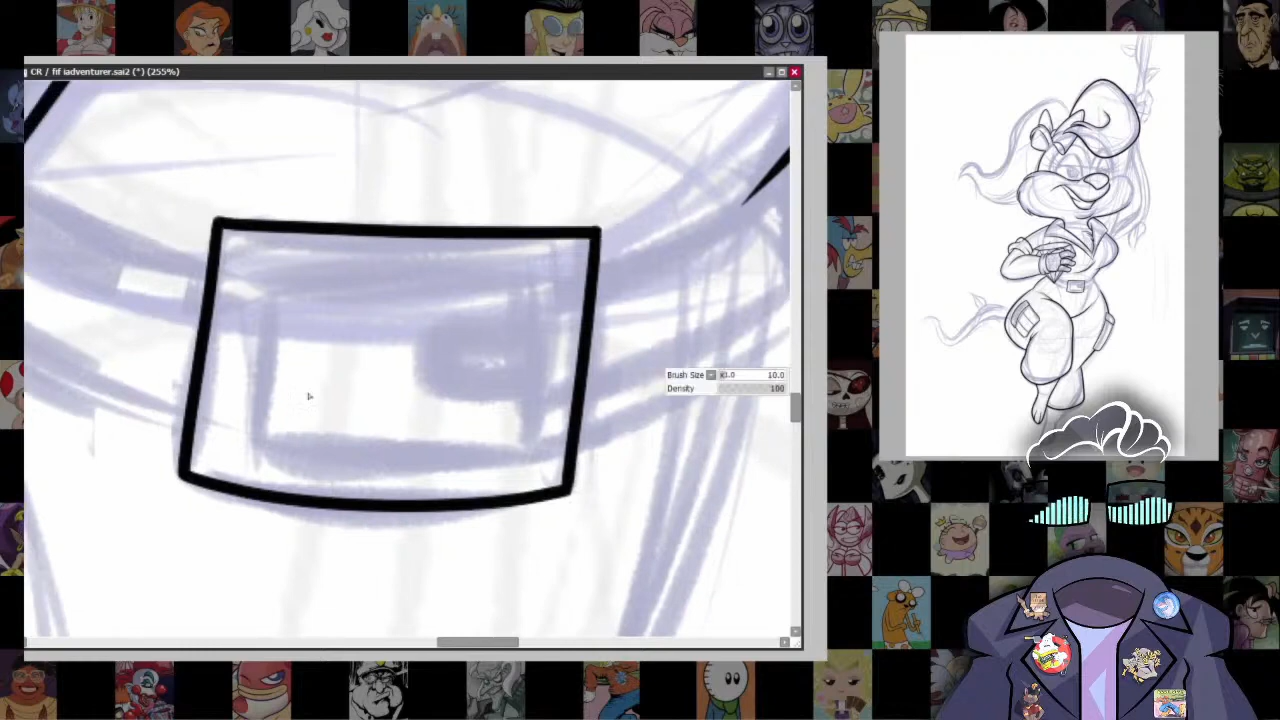 CR / fif iadventurer.sai2 (*) (255%)
Brush Size 10.0
Density 100